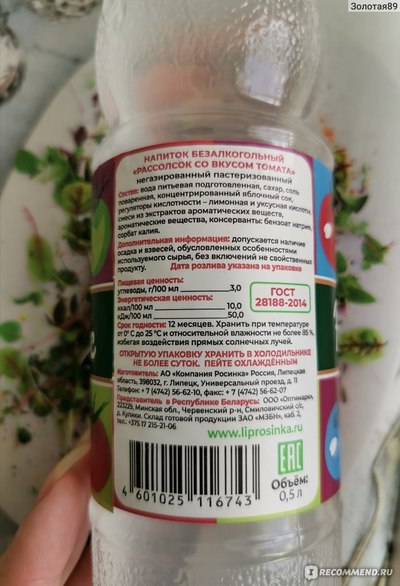 Золотая89
НАПИТОК БЕЗАЛКОГОЛЬНЫЙ
«РАССОЛСОК СО ВКУСОМ ТОМАТА»
негазированный пастеризованный
Состав: вода питьевая подготовленная, сахар, соль
поваренная, концентрированный яблочный сок,
регуляторы кислотности – лимонная и уксусная кислоты,
смеси из экстрактов ароматических веществ,
ароматические вещества, консерванты: бензоат натрия,
сорбат калия.
Дополнительная информация: допускается наличие
осадка и взвесей, обусловленных особенностями
используемого сырья, без включений не свойственных
продукту. Дата розлива указана на упаковке
Пищевая ценность:
углеводы, г/100 мл 3,0
Энергетическая ценность:
ккал/100 мл 10,0
кДж/100 мл 50,0
ГОСТ
28188-2014
Срок годности: 12 месяцев. Хранить при температуре
от 0° С до 25 °С и относительной влажности не более 85 %,
избегая воздействия прямых солнечных лучей.
ОТКРЫТУЮ УПАКОВКУ ХРАНИТЬ В ХОЛОДИЛЬНИКЕ
НЕ БОЛЕЕ СУТОК. ПЕЙТЕ ОХЛАЖДЁННЫМ
Изготовитель: АО «Компания Росинка» Россия, Липецкая
область, 398032, г. Липецк, Универсальный проезд, д. 11
Телефон: +7 (4742) 56-62-10, факс: +7 (4742) 56-62-07
Представитель в Республике Беларусь: ООО «Оптимарк»,
223229, Минская обл., Червенский р-н, Смиловичский с/с,
д. Кулики. Склад готовой продукции ЗАО «МЗБН», каб. 2,
тел.: +375 17 215-21-06
www.liprosinka.ru
4 601025 116743
EAC
Объём:
0,5 л
IRECOMMEND.RU